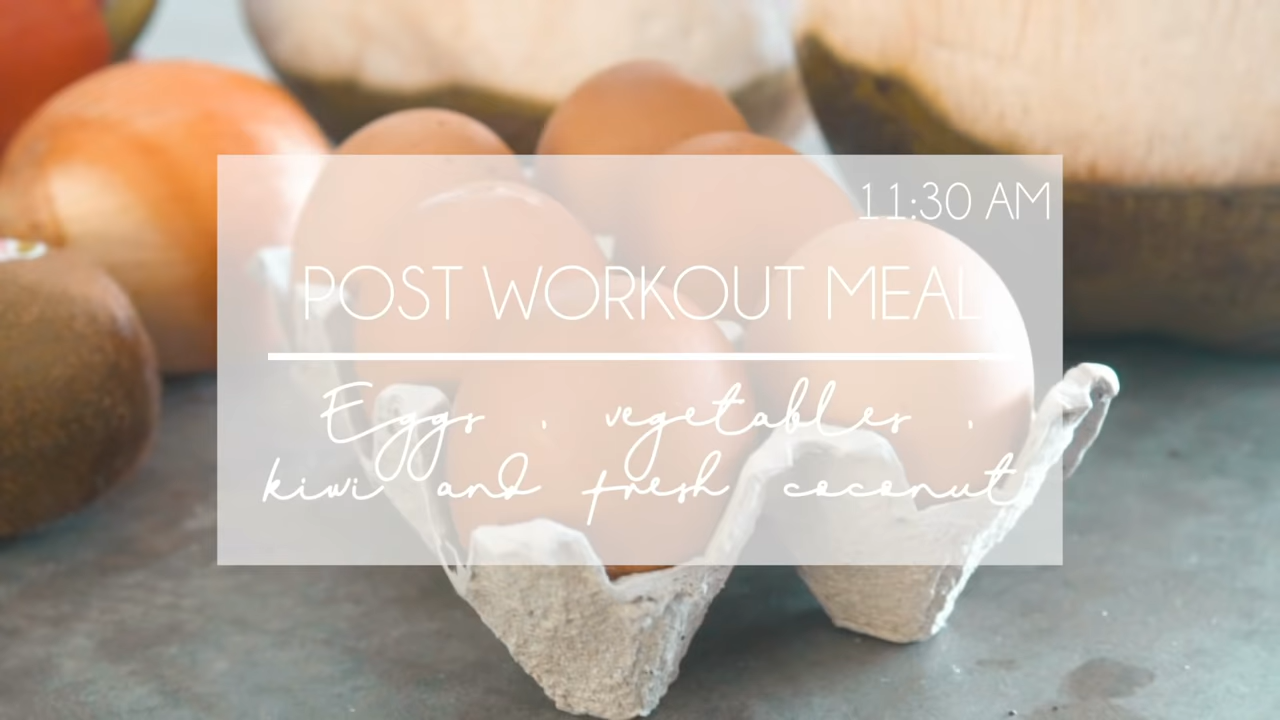 11:30 AM
POST WORKOUT MEAL
Eggs , vegetables ,
kiwi and fresh coconut